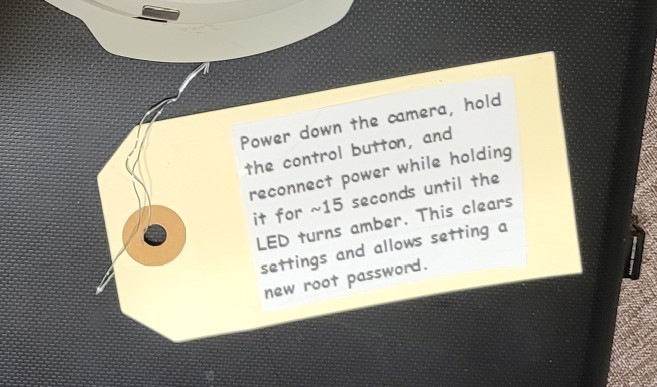 Power down the camera, hold
the control button, and
reconnect power while holding
it for ~15 seconds until the
LED turns amber. This clears
settings and allows setting a
new root password.